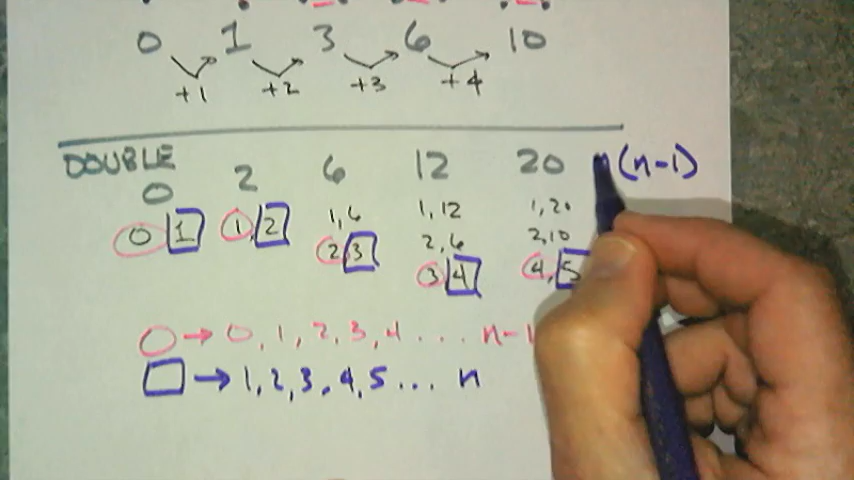 0 1 3 6 10
+1 +2 +3 +4
DOUBLE 2 6 12 20 n(n-1)
0
0 1 1, 2 1,6 1,12 1,20
2 3 2,6 2,10
3 4 4, 5
→ 0, 1, 2, 3, 4 ... n-1
→ 1, 2, 3, 4, 5 ... n